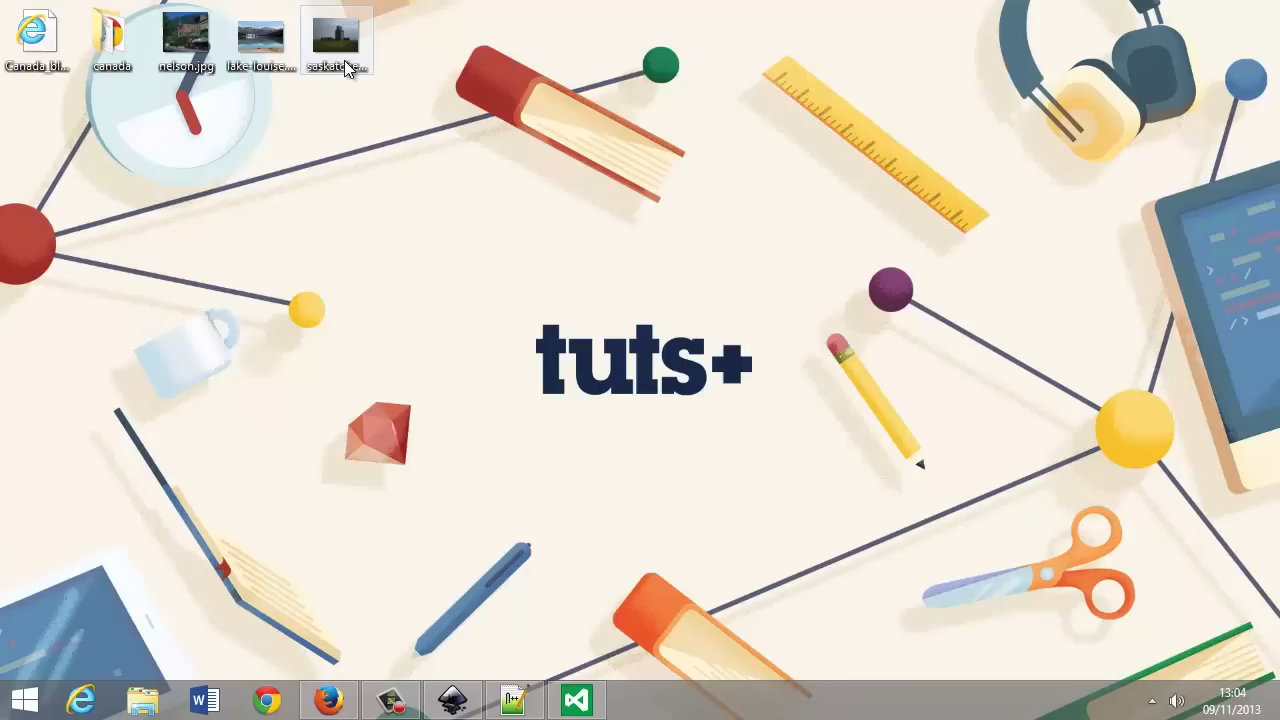 Canada_bl...
canada
nelson.jpg
lake-louise....
saskatc
tuts+
13:04
09/11/2013